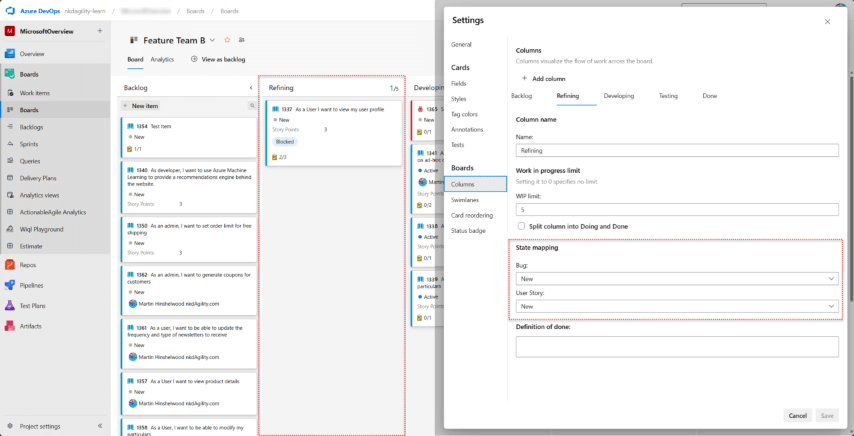 Azure DevOps nkdagility-learn / / Boards / Boards
M MicrosoftOverview +
Overview
Boards
Work items
Boards
Backlogs
Sprints
Queries
Delivery Plans
Analytics views
ActionableAgile Analytics
Wiql Playground
Estimate
Repos
Pipelines
Test Plans
Artifacts
Project settings
Feature Team B
Board Analytics View as backlog
Backlog
+ New item
1354 Test Item
New
1/1
1340 As a developer, I want to use Azure Machine
Learning to provide a recommendations engine behind
the website.
New
Story Points 3
1350 As an admin, I want to set order limit for free
shipping
New
Story Points 3
1362 As an admin, I want to generate coupons for
customers
New
Martin Hinshelwood nkdAgility.com
1361 As a user, I want to be able to update the
frequency and type of newsletters to receive
New
Martin Hinshelwood nkdAgility.com
1357 As a User I want to view product details
New
Martin Hinshelwood nkdAgility.com
1358 As a User, I want to be able to modify my
particulars
Refining 1/5
1337 As a User I want to view my user profile
New
Story Points 3
Blocked
2/3
Developing
1365
New
0/1
1341
on ad-hoc
Active
Martin
Story Points
0/2
1338
Active
0/1
1339
particulars
Active
Story Points
0/1
Settings
General
Cards
Fields
Styles
Tag colors
Annotations
Tests
Boards
Columns
Swimlanes
Card reordering
Status badge
Columns
Columns visualize the flow of work across the board.
+ Add column
Backlog Refining Developing Testing Done
Column name
Name:
Refining
Work in progress limit
Setting it to 0 specifies no limit.
WIP limit:
5
Split column into Doing and Done
State mapping
Bug:
New
User Story:
New
Definition of done:
Cancel Save